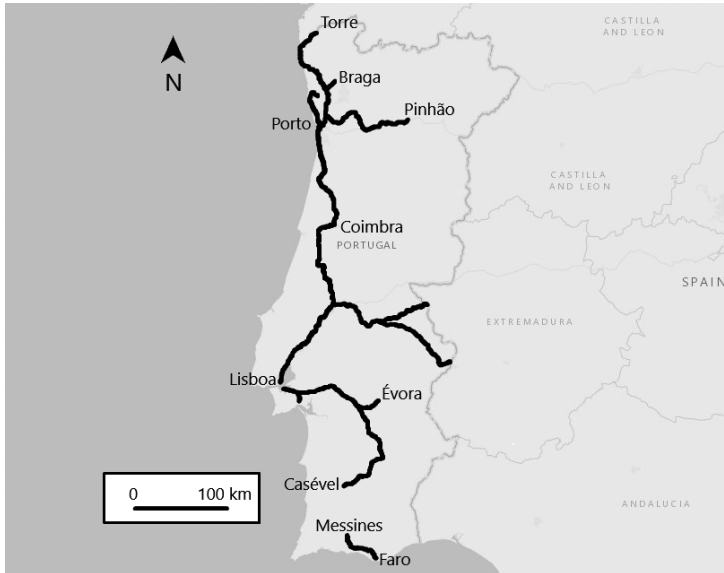 Torre
CASTILLA
AND LEON
N
Braga
Pinhão
Porto
CASTILLA
AND LEON
Coimbra
PORTUGAL
SPAIN
EXTREMADURA
Lisboa
Évora
Casével
0 100 km
ANDALUCIA
Messines
Faro